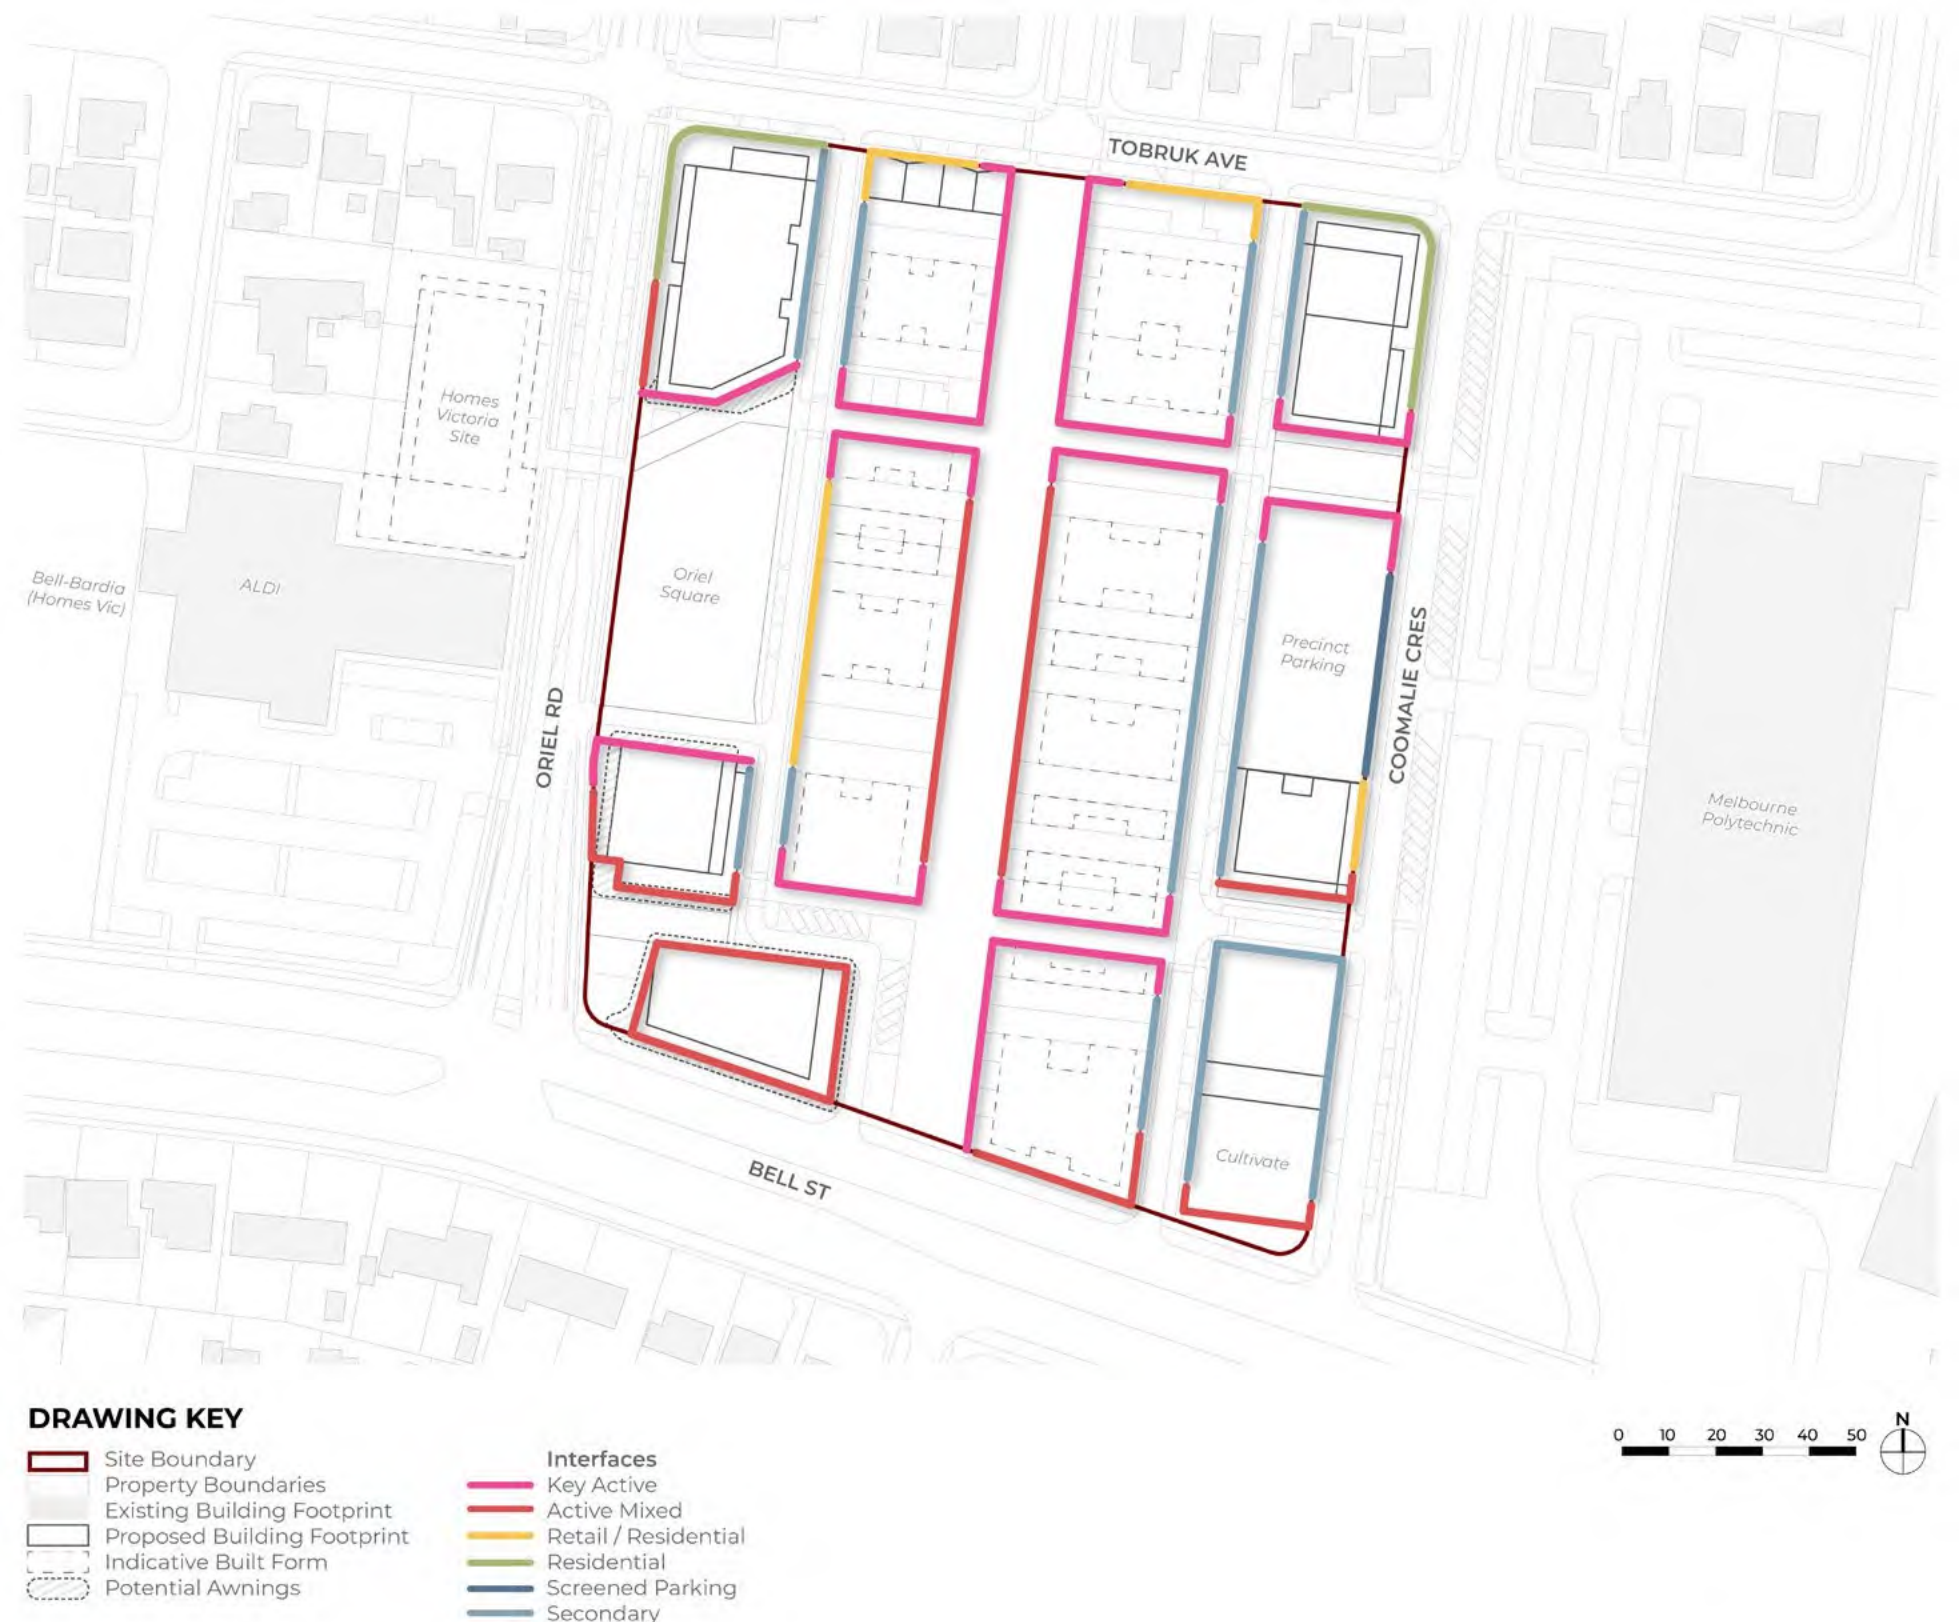 TOBRUK AVE
Homes
Victoria
Site
Bell-Bardia
(Homes Vic)
ALDI
Oriel
Square
ORIEL RD
Precinct
Parking
COOMALIE CRES
Melbourne
Polytechnic
Cultivate
BELL ST
DRAWING KEY
Site Boundary
Property Boundaries
Existing Building Footprint
Proposed Building Footprint
Indicative Built Form
Potential Awnings
Interfaces
Key Active
Active Mixed
Retail / Residential
Residential
Screened Parking
Secondary
0 10 20 30 40 50
N